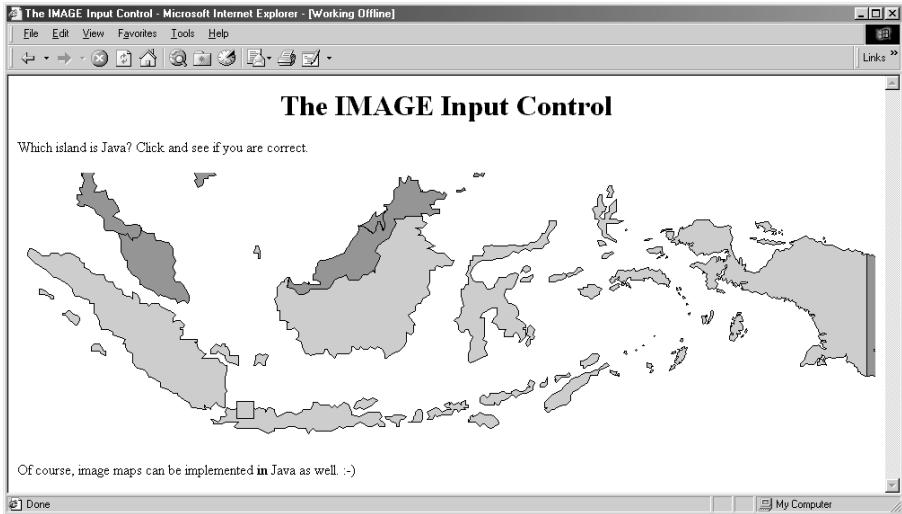 The IMAGE Input Control - Microsoft Internet Explorer - [Working Offline]
File Edit View Favorites Tools Help
Links »
The IMAGE Input Control
Which island is Java? Click and see if you are correct.
Of course, image maps can be implemented in Java as well. :-)
Done
My Computer